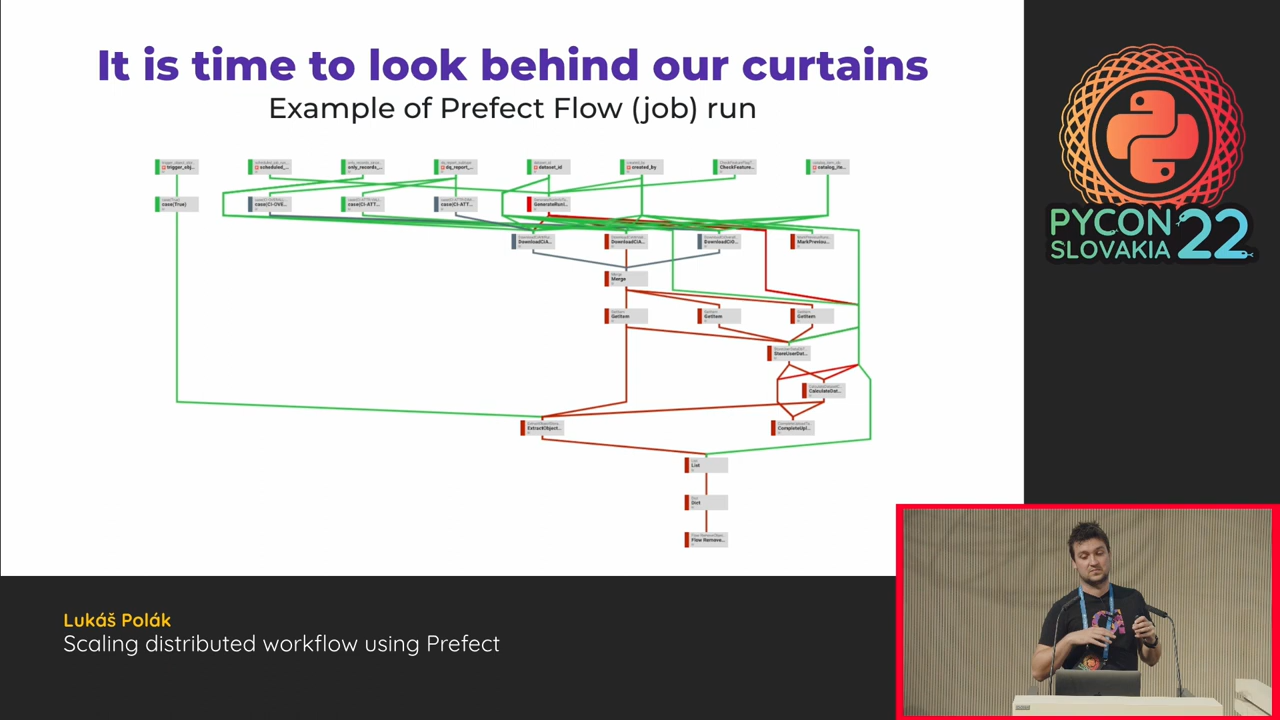 It is time to look behind our curtains
Example of Prefect Flow (job) run
trigger_obj...
scheduled_...
only_records_...
dq_report_...
dataset_id
created_by
CheckFeature...
catalog_ite...
case(True)
case(CI-OVE...
case(CI-ATT...
case(CI-ATT...
GenerateRunI...
DownloadCIA...
DownloadCIA...
DownloadCIO...
MarkPreviou...
Merge
GetItem
GetItem
GetItem
StoreUserDat...
CalculateDat...
ExtractObject...
CompleteUpl...
List
Dict
Flow Remove...
PYCON
SLOVAKIA
22
Lukáš Polák
Scaling distributed workflow using Prefect